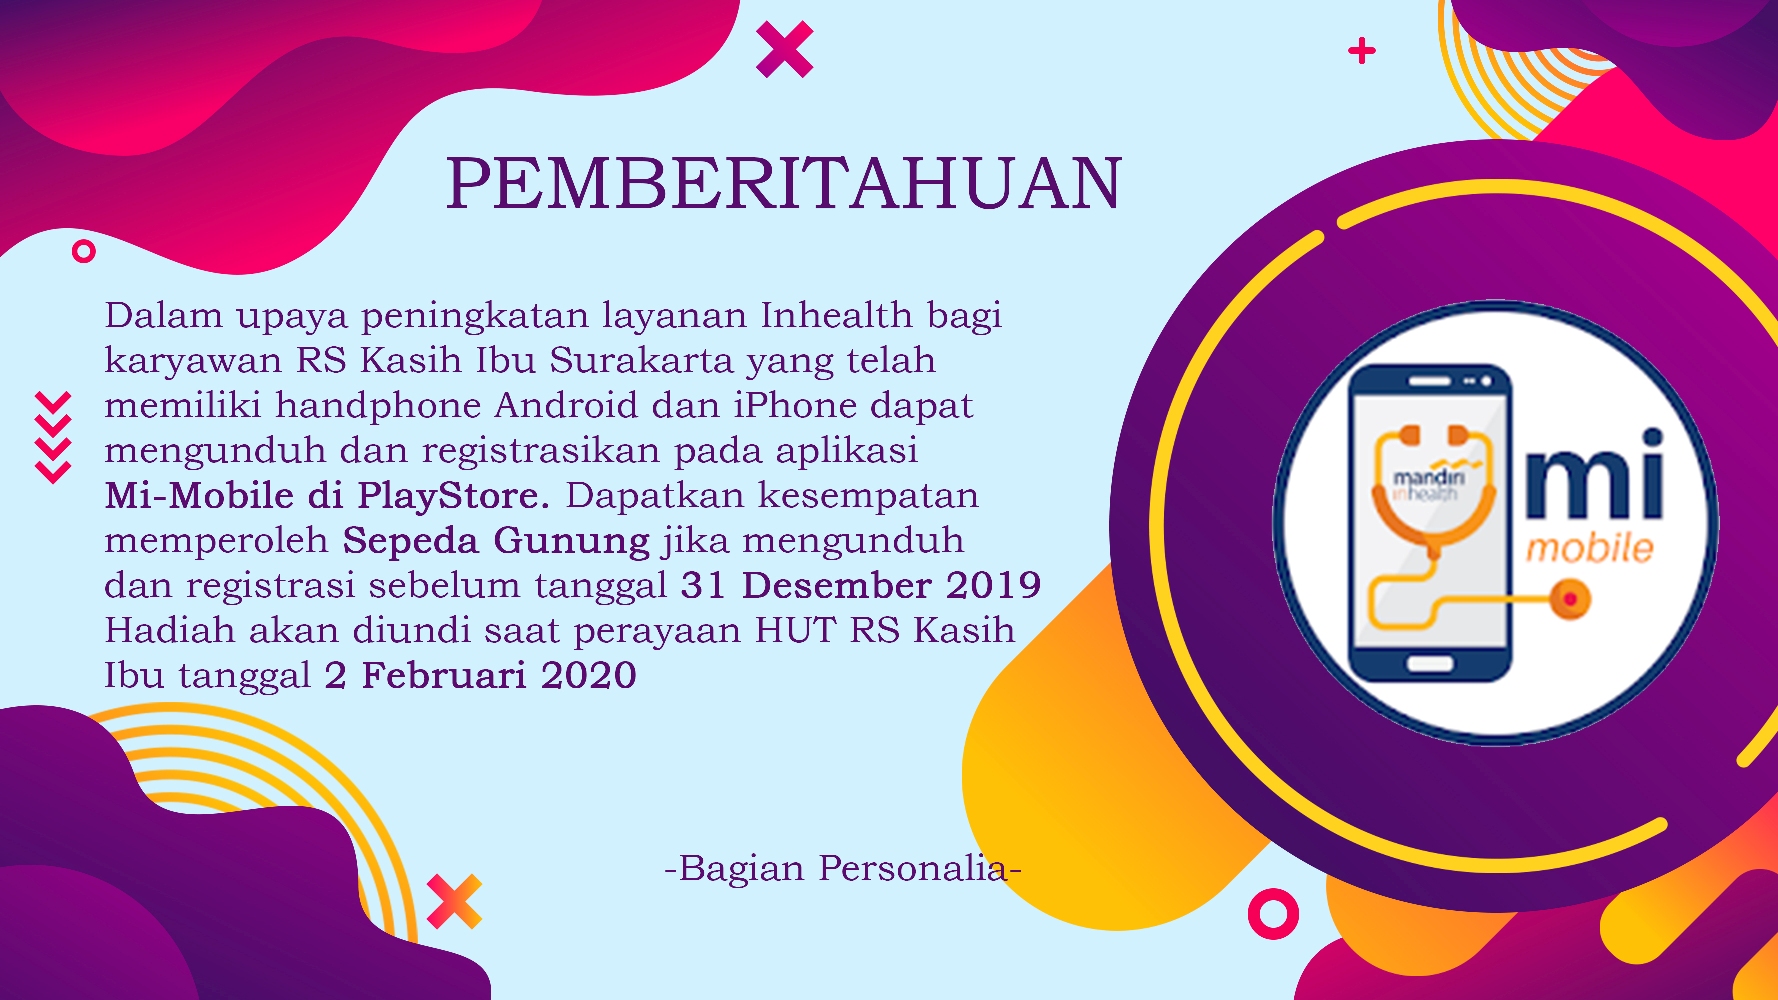 PEMBERITAHUAN
Dalam upaya peningkatan layanan Inhealth bagi
karyawan RS Kasih Ibu Surakarta yang telah
memiliki handphone Android dan iPhone dapat
mengunduh dan registrasikan pada aplikasi
Mi-Mobile di PlayStore. Dapatkan kesempatan
memperoleh Sepeda Gunung jika mengunduh
dan registrasi sebelum tanggal 31 Desember 2019
Hadiah akan diundi saat perayaan HUT RS Kasih
Ibu tanggal 2 Februari 2020
-Bagian Personalia-
mandiri
inhealth
mi
mobile